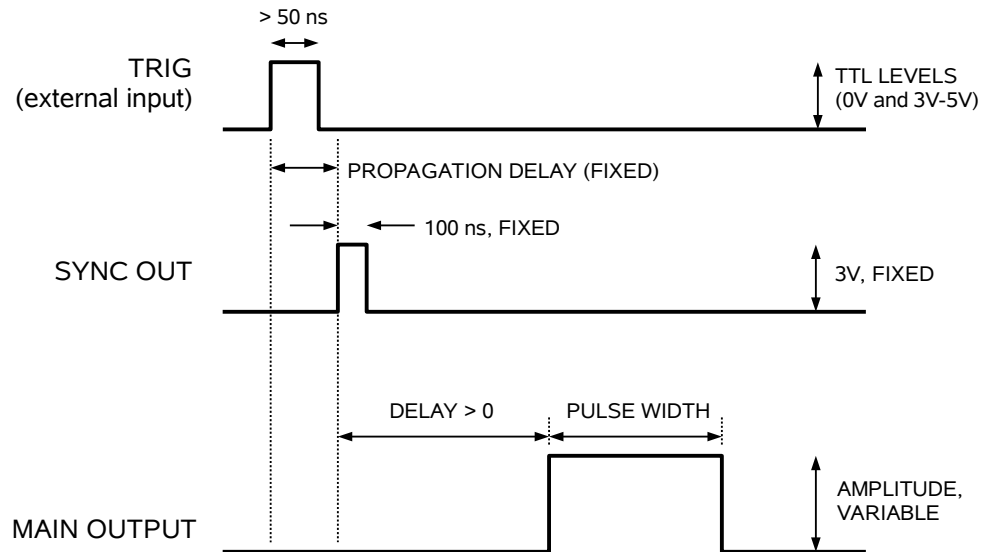 > 50 ns
TRIG
(external input)
TTL LEVELS
(0V and 3V-5V)
PROPAGATION DELAY (FIXED)
100 ns, FIXED
SYNC OUT
3V, FIXED
DELAY > 0
PULSE WIDTH
MAIN OUTPUT
AMPLITUDE,
VARIABLE